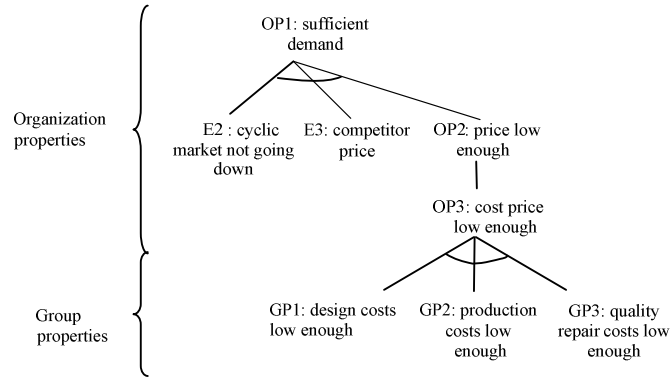 OP1: sufficient
demand
Organization
properties
E2 : cyclic
market not going
down
E3: competitor
price
OP2: price low
enough
OP3: cost price
low enough
Group
properties
GP1: design costs
low enough
GP2: production
costs low
enough
GP3: quality
repair costs low
enough